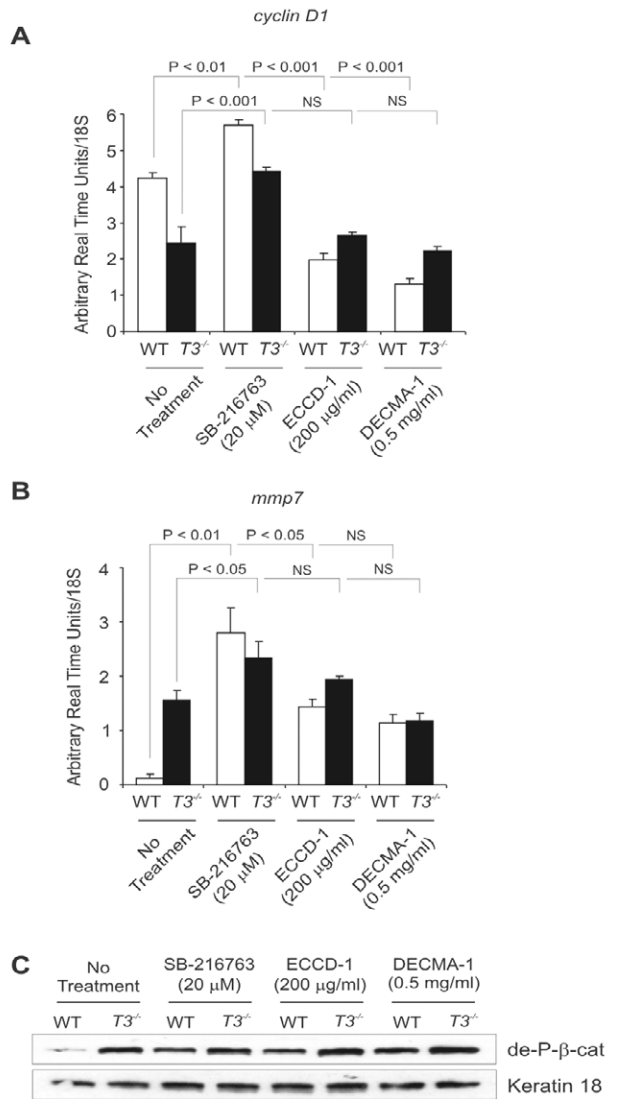 cyclin D1
A
P < 0.01 P < 0.001 P < 0.001
P < 0.001 NS NS
Arbitrary Real Time Units/18S
6
5
4
3
2
1
0
WT T3-/- WT T3-/- WT T3-/- WT T3-/-
No Treatment
SB-216763 (20 μM)
ECCD-1 (200 μg/ml)
DECMA-1 (0.5 mg/ml)
B
mmp7
P < 0.01 P < 0.05 NS
P < 0.05 NS NS
Arbitrary Real Time Units/18S
4
3
2
1
0
WT T3-/- WT T3-/- WT T3-/- WT T3-/-
No Treatment
SB-216763 (20 μM)
ECCD-1 (200 μg/ml)
DECMA-1 (0.5 mg/ml)
C
No Treatment
SB-216763 (20 μM)
ECCD-1 (200 μg/ml)
DECMA-1 (0.5 mg/ml)
WT T3-/- WT T3-/- WT T3-/- WT T3-/-
de-P-β-cat
Keratin 18